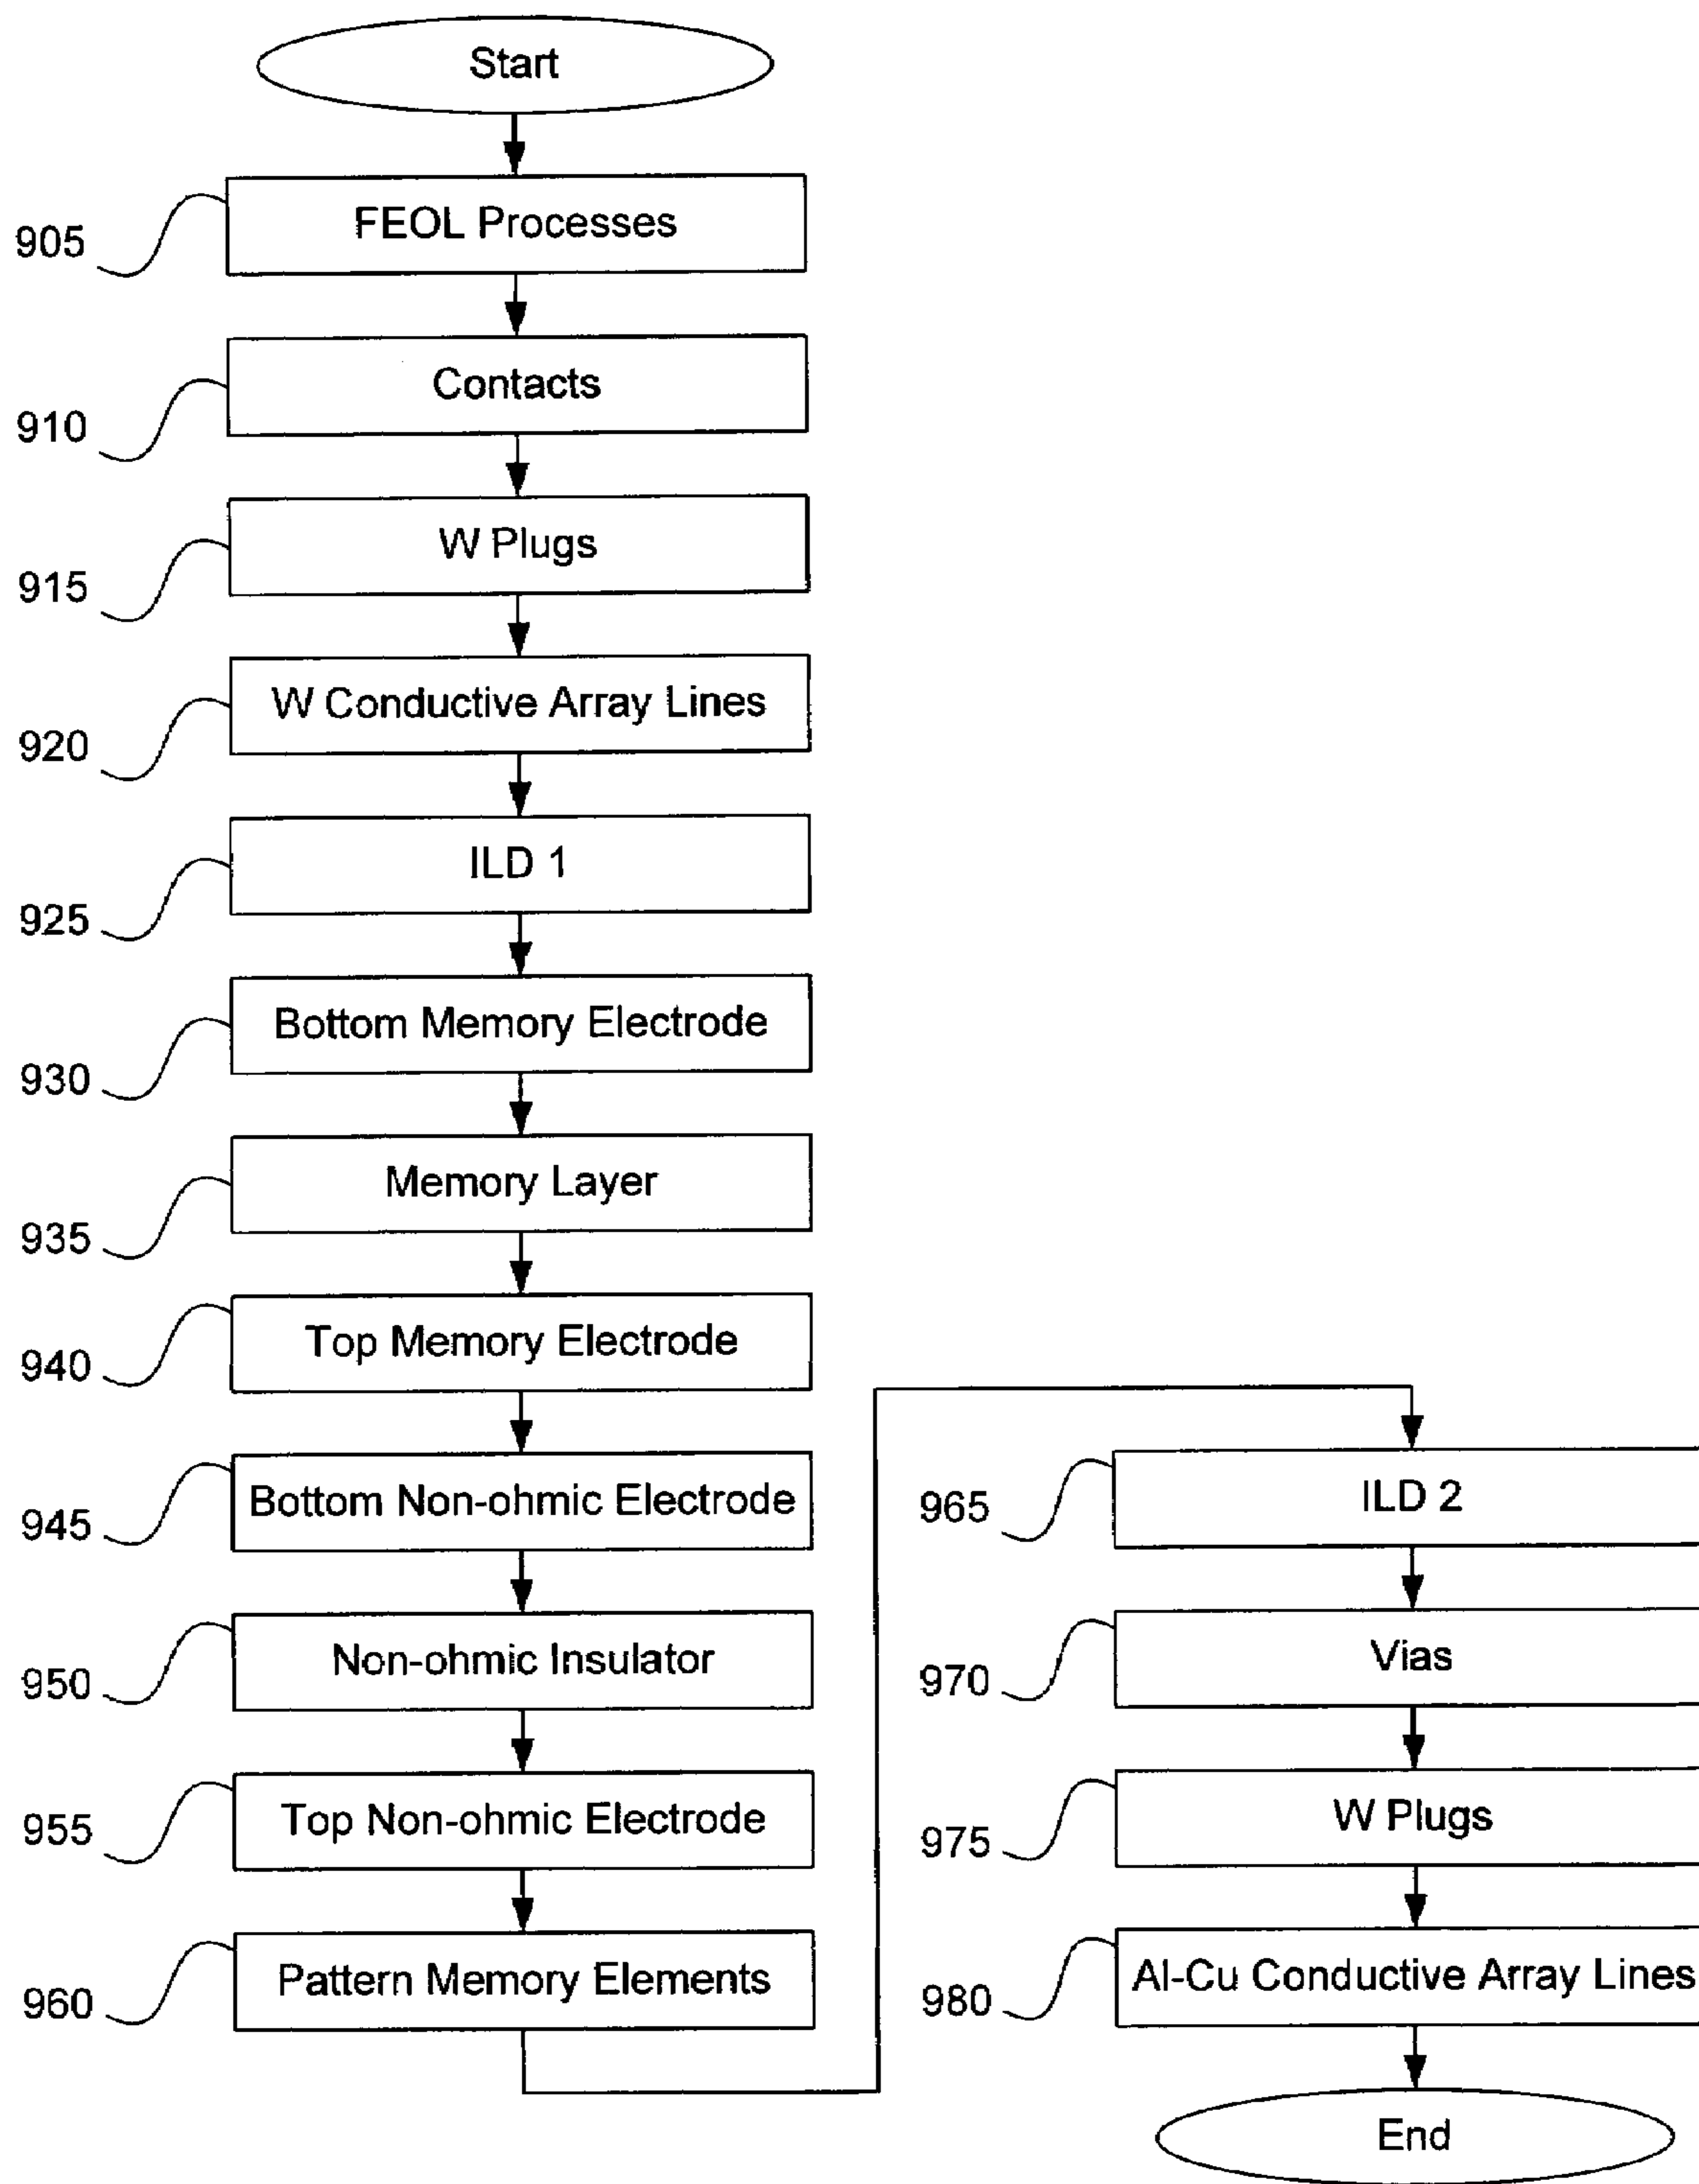 Start
905
FEOL Processes
910
Contacts
915
W Plugs
920
W Conductive Array Lines
925
ILD 1
930
Bottom Memory Electrode
935
Memory Layer
940
Top Memory Electrode
945
Bottom Non-ohmic Electrode
950
Non-ohmic Insulator
955
Top Non-ohmic Electrode
960
Pattern Memory Elements
965
ILD 2
970
Vias
975
W Plugs
980
Al-Cu Conductive Array Lines
End